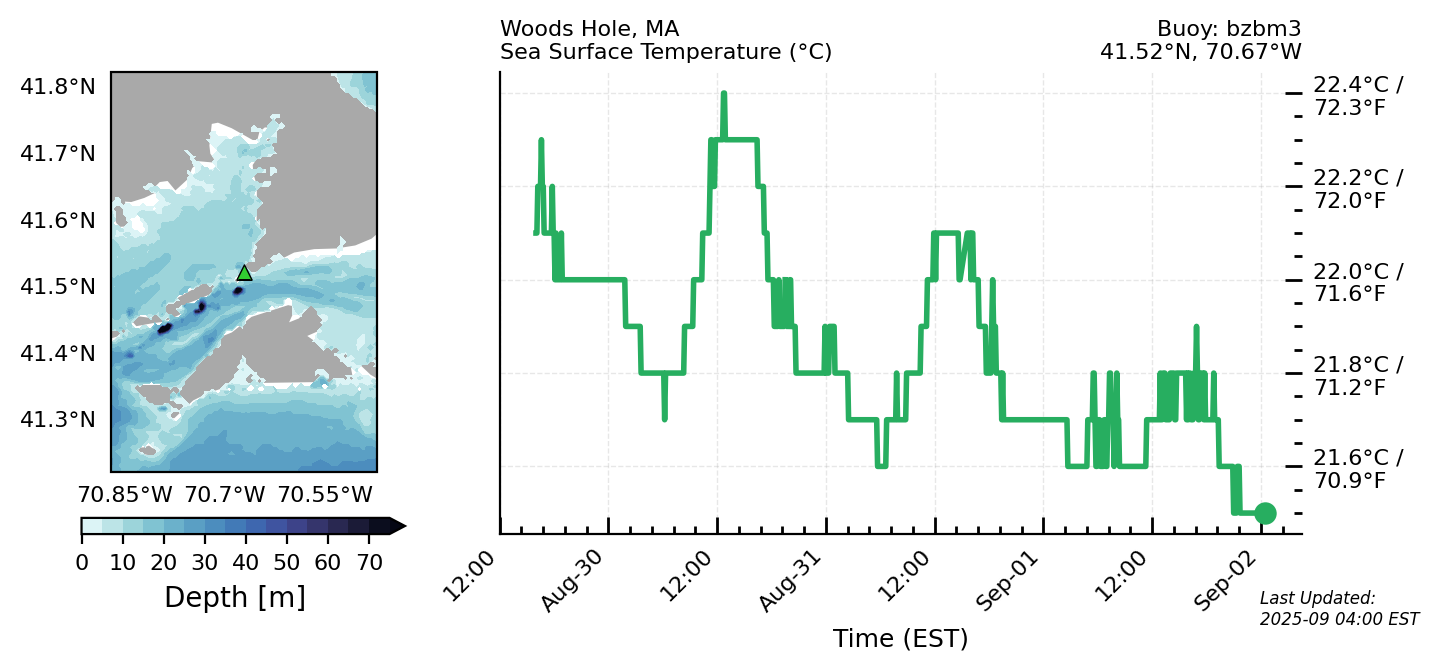 Woods Hole, MA
Sea Surface Temperature (°C)
Buoy: bzbm3
41.52°N, 70.67°W
41.8°N
41.7°N
41.6°N
41.5°N
41.4°N
41.3°N
70.85°W 70.7°W 70.55°W
0 10 20 30 40 50 60 70
Depth [m]
22.4°C /
72.3°F
22.2°C /
72.0°F
22.0°C /
71.6°F
21.8°C /
71.2°F
21.6°C /
70.9°F
12:00 Aug-30 12:00 Aug-31 12:00 Sep-01 12:00 Sep-02
Time (EST)
Last Updated:
2025-09 04:00 EST